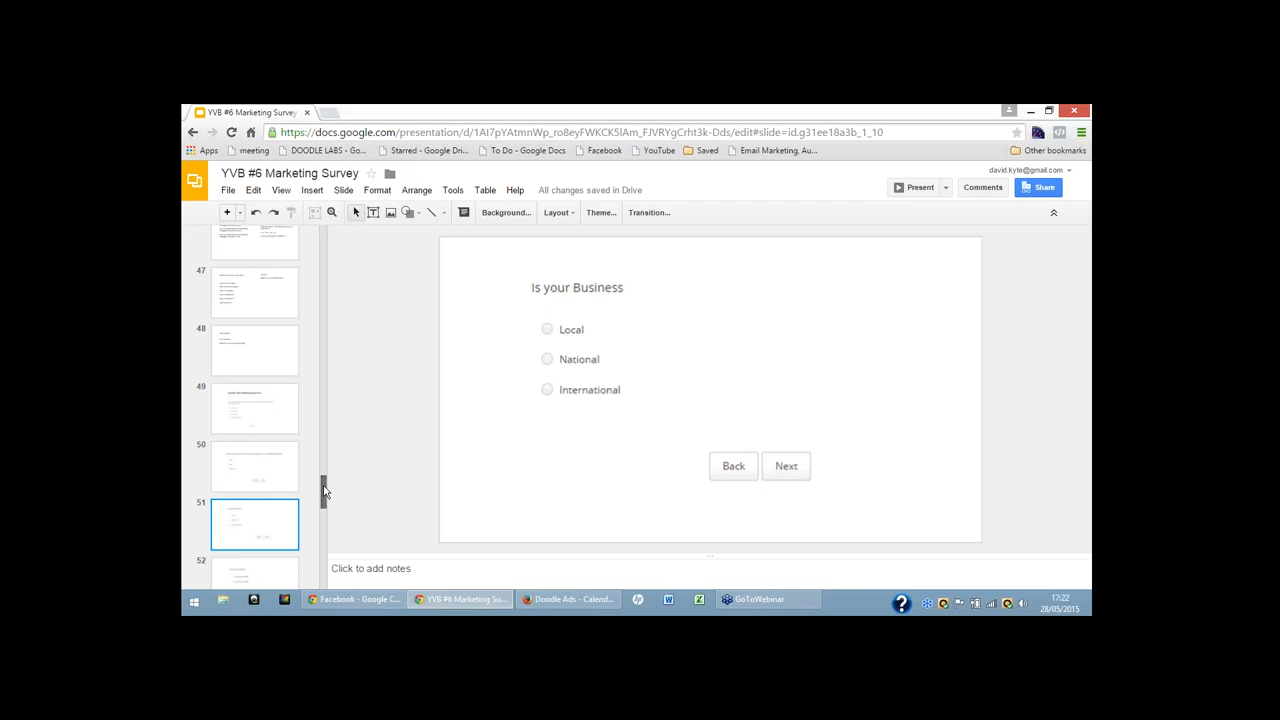 YVB #6 Marketing Survey
https://docs.google.com/presentation/d/1AI7pYAtmnWp_ro8eyFWKCK5lAm_FJVRYgCrht3k-Dds/edit#slide=id.g31ee18a3b_1_10
Apps meeting DOODLE LABS - Go... Starred - Google Dri... To Do - Google Docs Facebook YouTube Saved Email Marketing, Au... Other bookmarks
YVB #6 Marketing Survey
david.kyte@gmail.com
File Edit View Insert Slide Format Arrange Tools Table Help All changes saved in Drive
Present Comments Share
Background... Layout Theme... Transition...
47
48
49
50
51
52
Is your Business
Local
National
International
Back Next
Click to add notes
Facebook - Google C... YVB #6 Marketing Su... Doodle Ads - Calend... GoToWebinar
17:22
28/05/2015